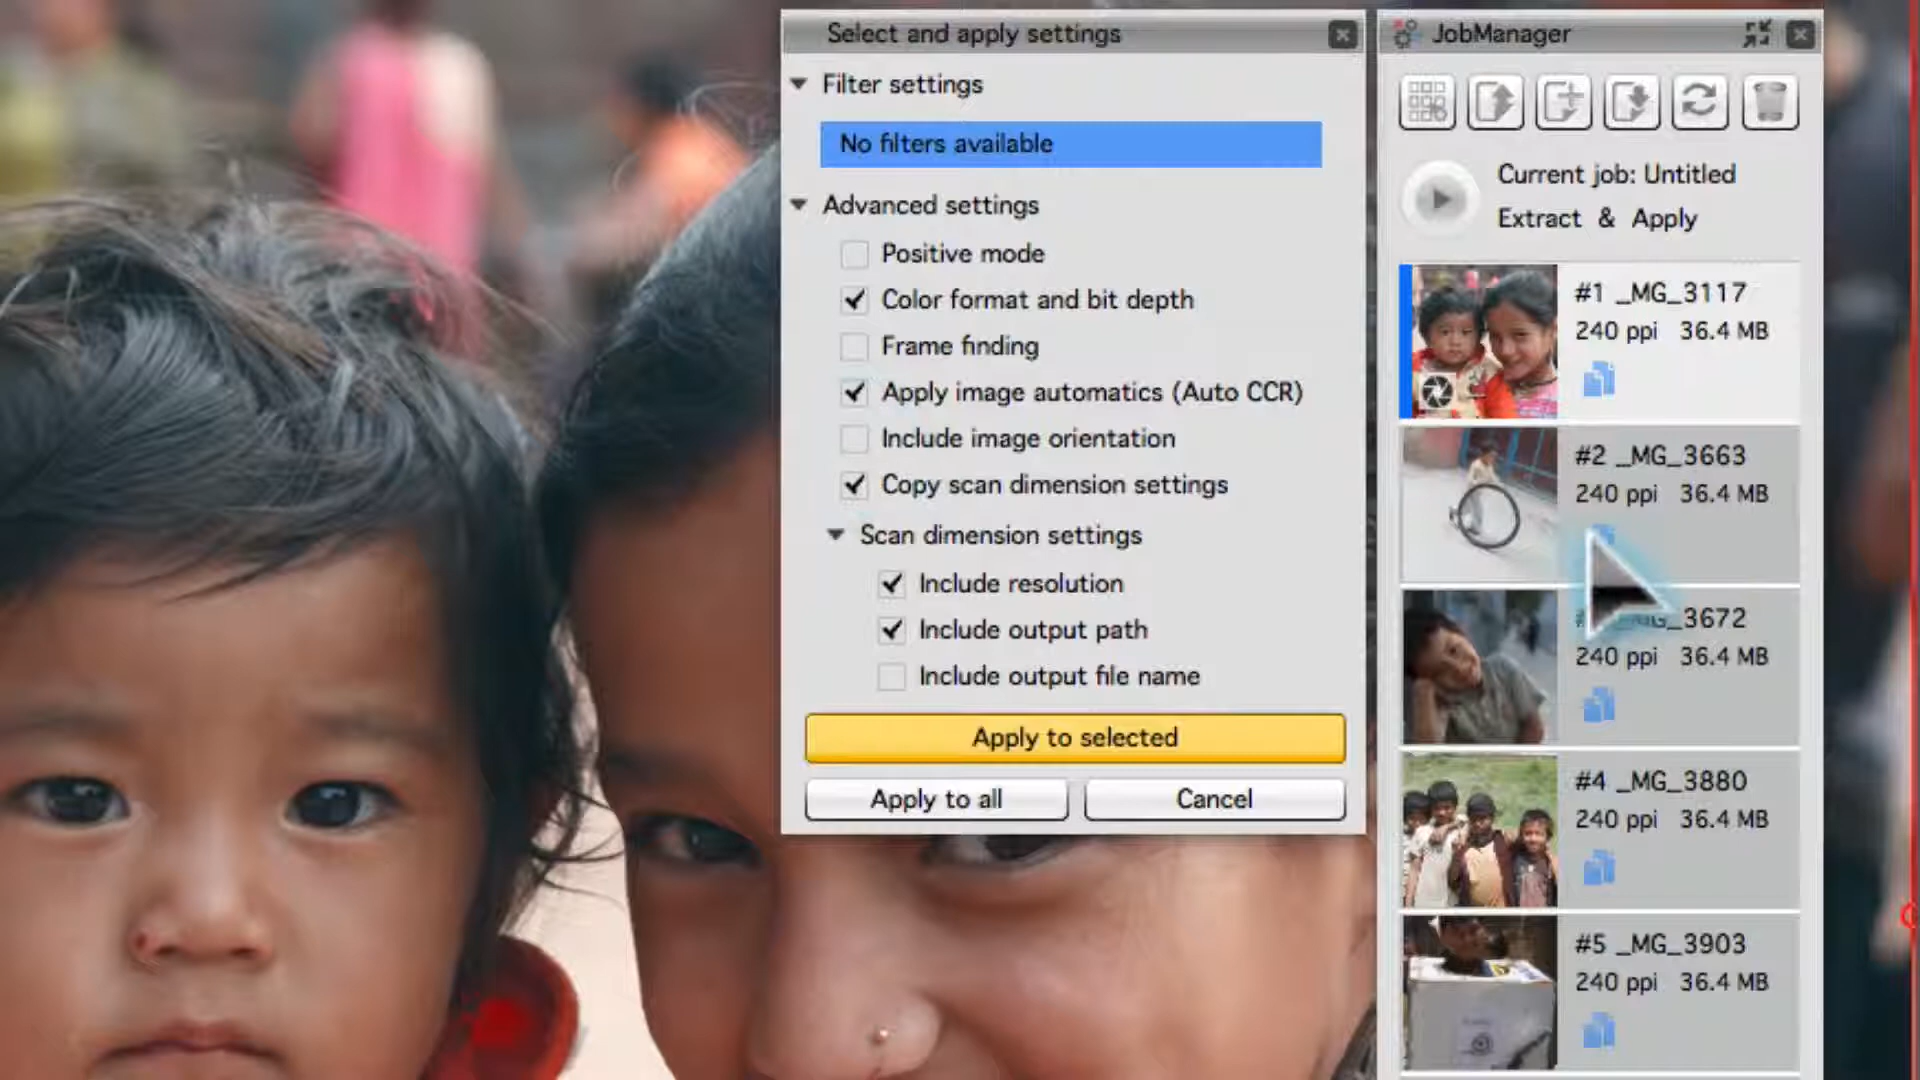 Select and apply settings
Filter settings
No filters available
Advanced settings
Positive mode
Color format and bit depth
Frame finding
Apply image automatics (Auto CCR)
Include image orientation
Copy scan dimension settings
Scan dimension settings
Include resolution
Include output path
Include output file name
Apply to selected
Apply to all
Cancel
JobManager
Current job: Untitled
Extract & Apply
#1 _MG_3117
240 ppi 36.4 MB
#2 _MG_3663
240 ppi 36.4 MB
_3672
240 ppi 36.4 MB
#4 _MG_3880
240 ppi 36.4 MB
#5 _MG_3903
240 ppi 36.4 MB